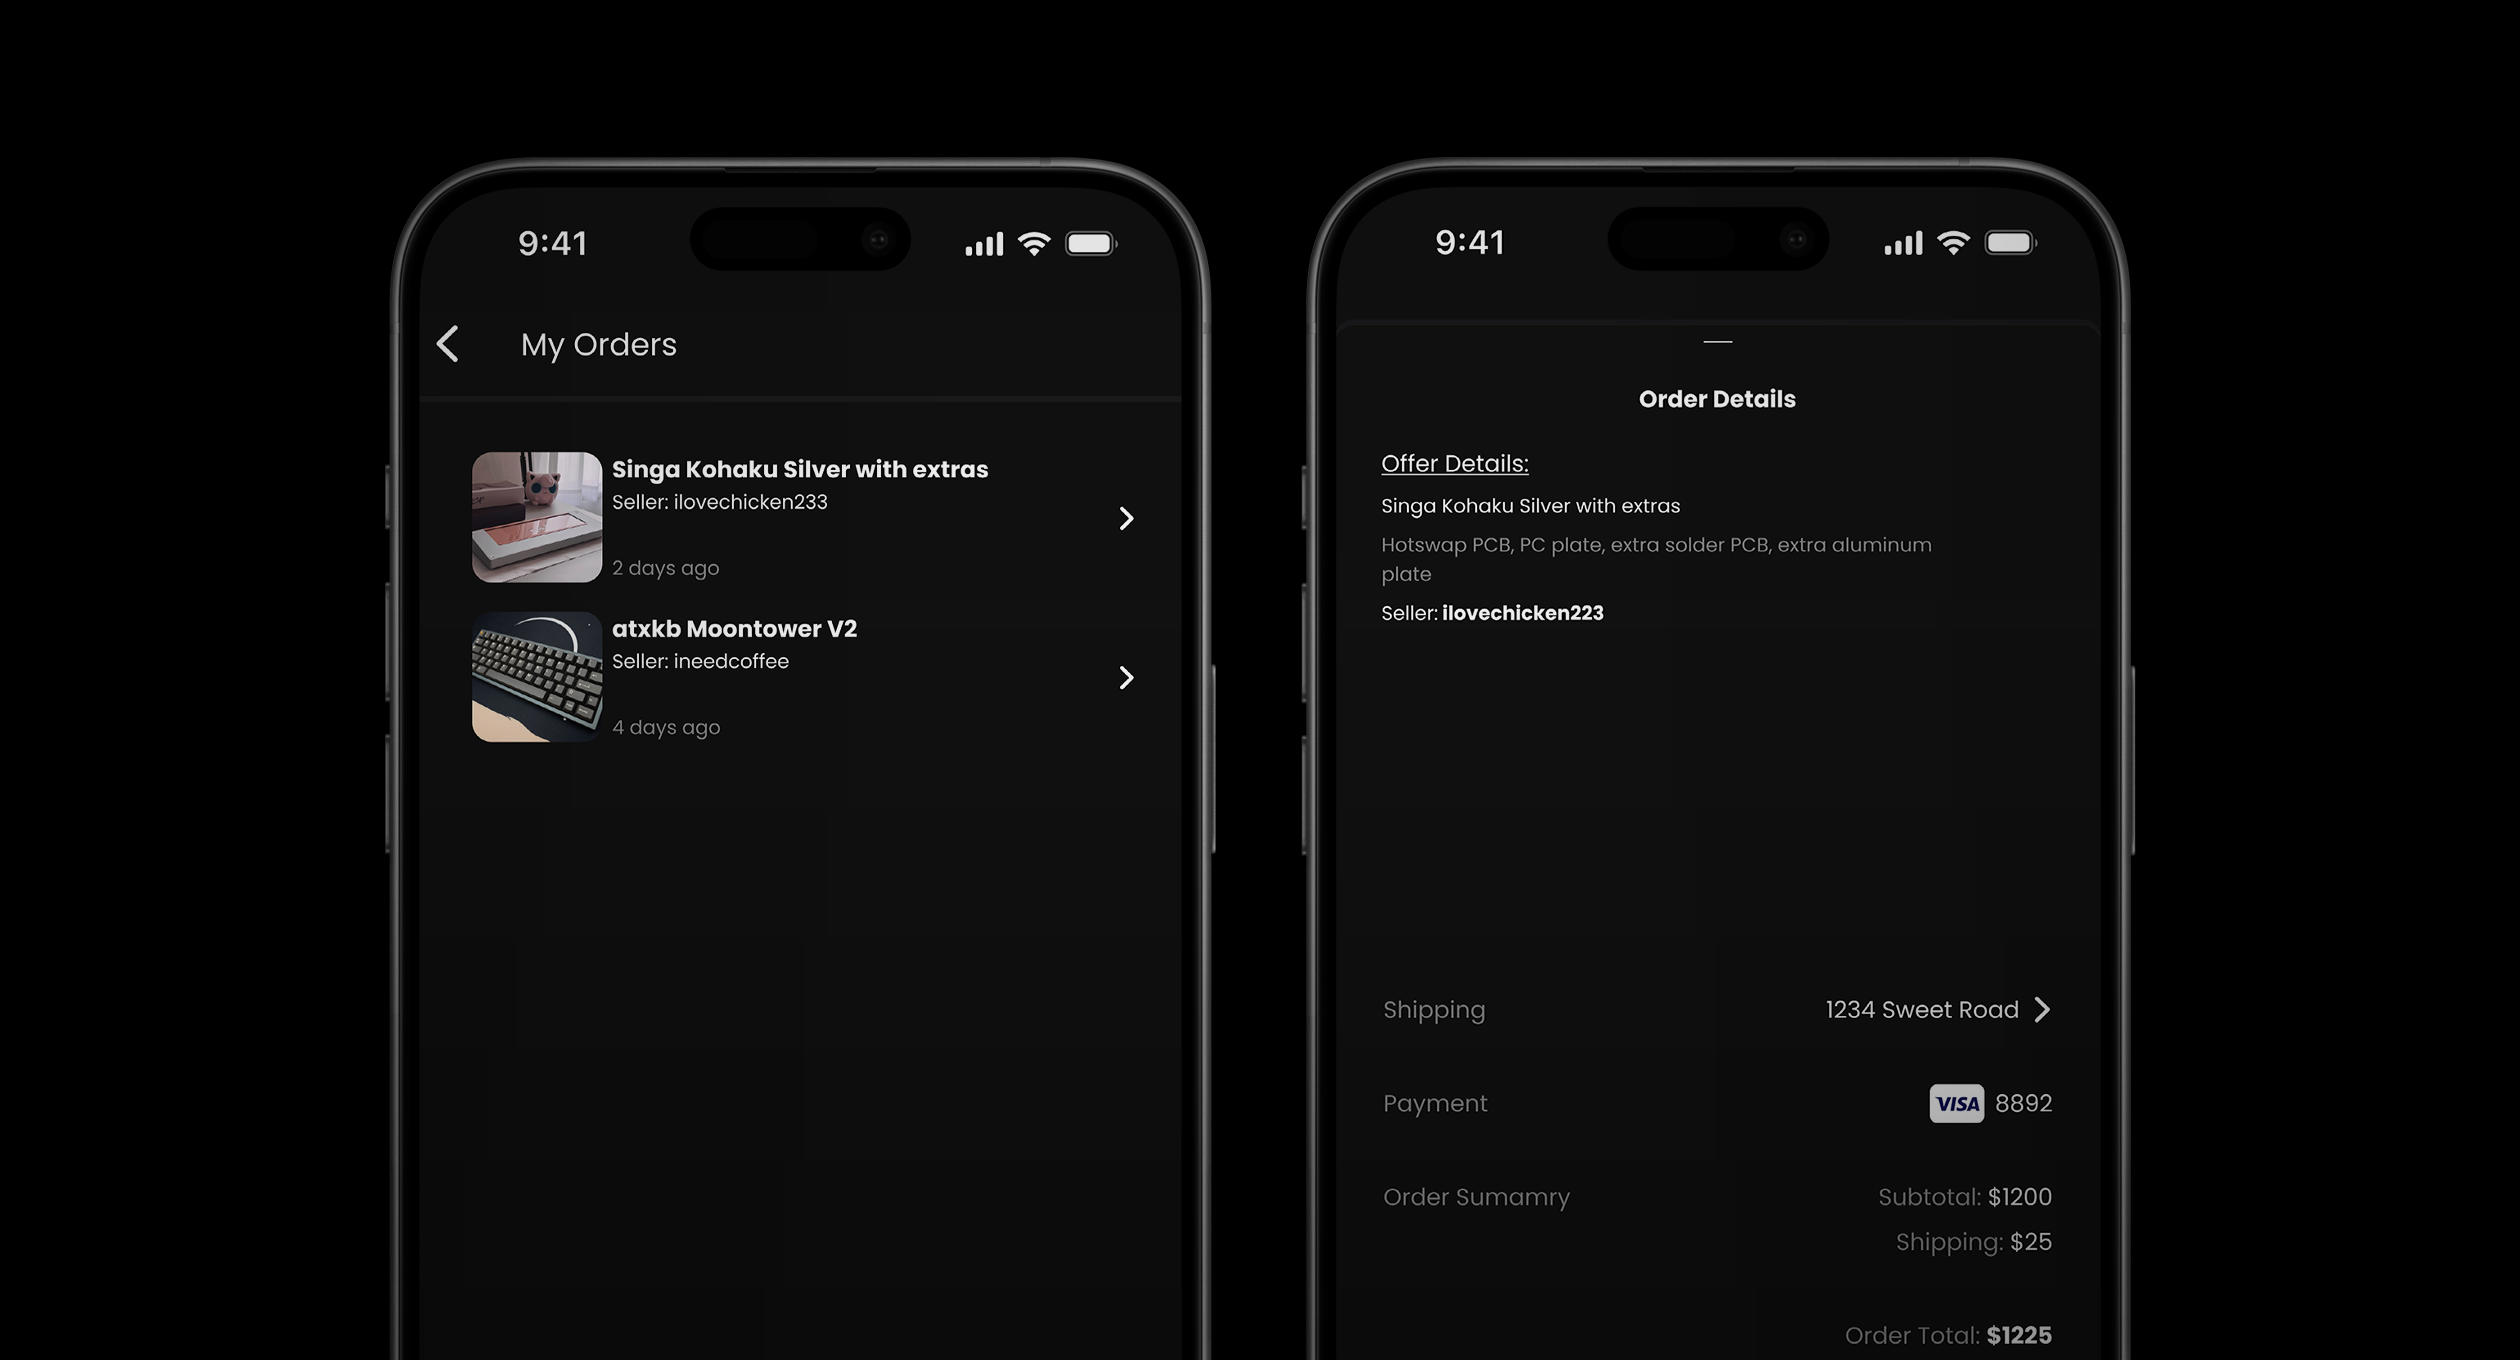 9:41
My Orders
Singa Kohaku Silver with extras
Seller: ilovechicken233
2 days ago
atxkb Moontower V2
Seller: ineedcoffee
4 days ago
9:41
Order Details
Offer Details:
Singa Kohaku Silver with extras
Hotswap PCB, PC plate, extra solder PCB, extra aluminum
plate
Seller: ilovechicken223
Shipping 1234 Sweet Road
Payment VISA 8892
Order Sumamry Subtotal: $1200
Shipping: $25
Order Total: $1225